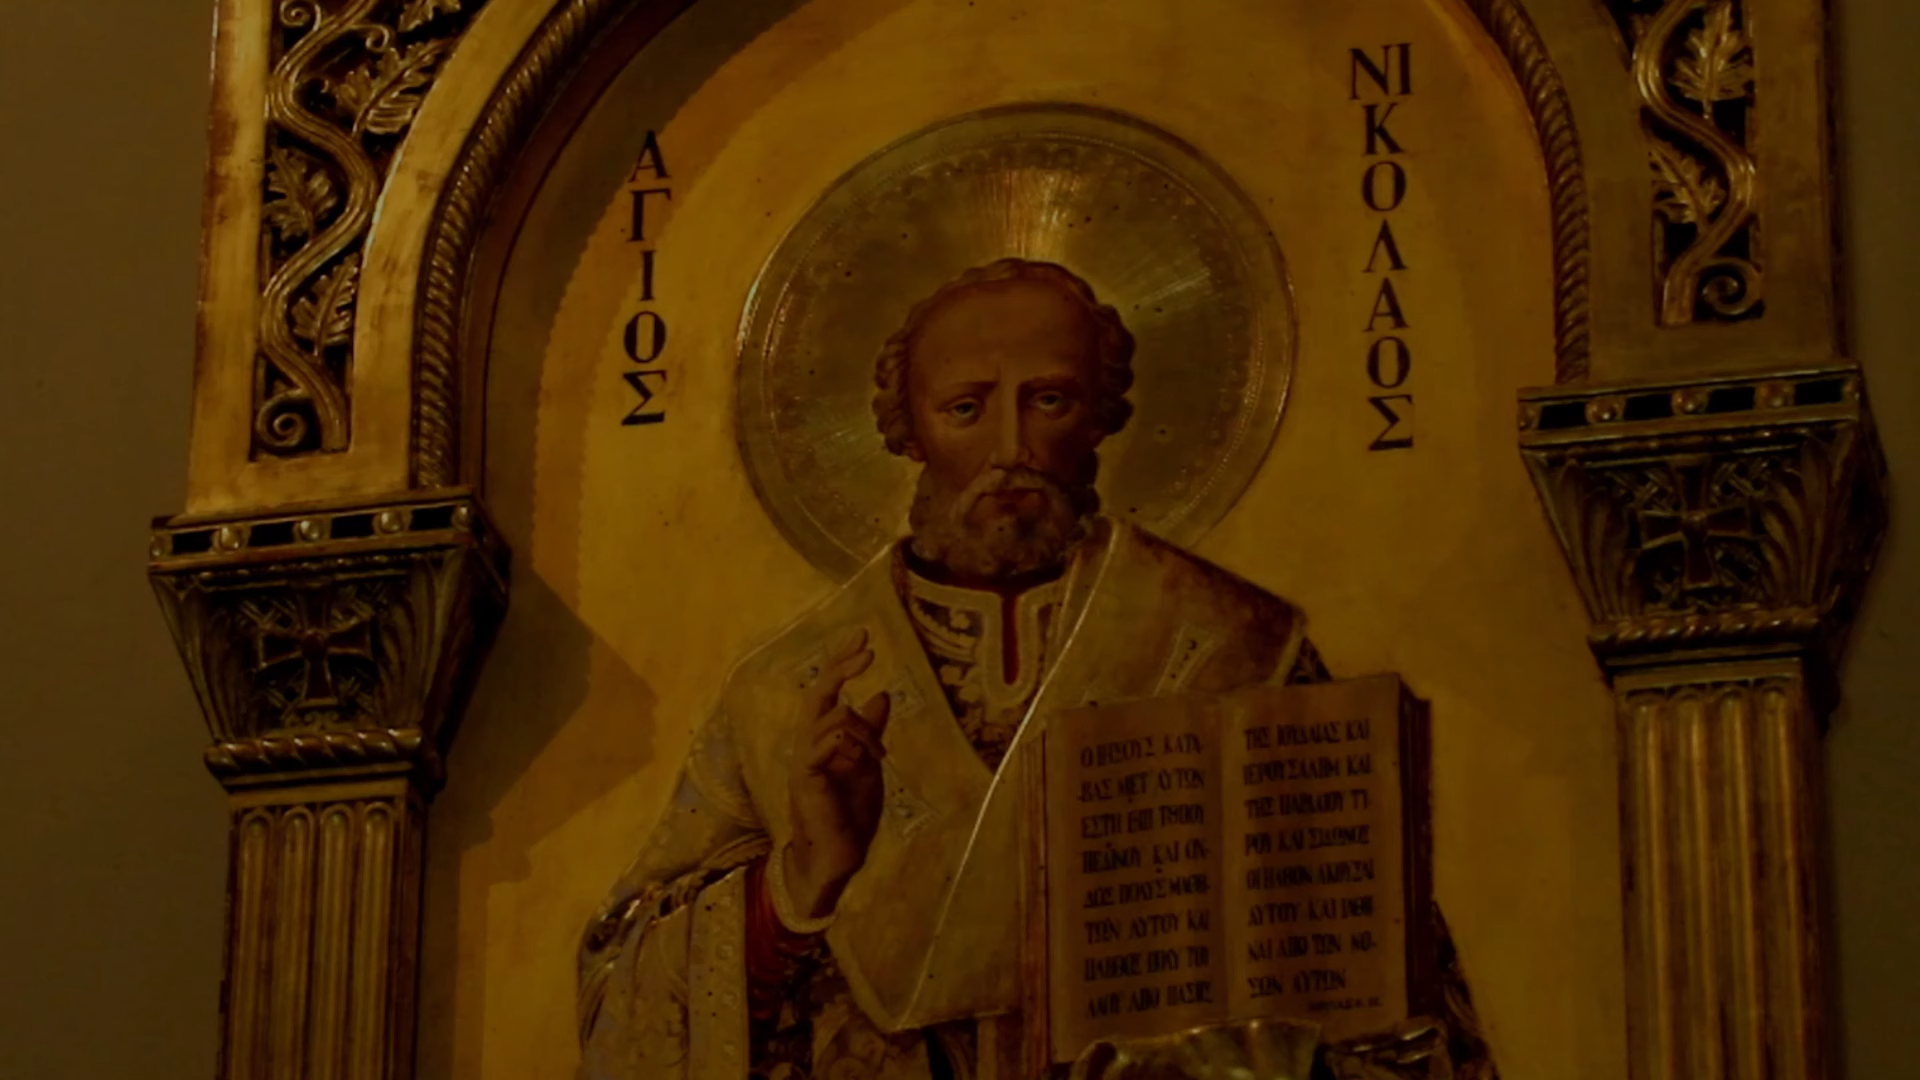 ΑΓΙΟΣ
ΝΙΚΟΛΑΟΣ
Ο ΙΗΣΟΥΣ ΚΑΤΑ-
ΒΑΣ ΜΕΤ ΑΥΤΩΝ
ΕΣΤΗ ΕΠΙ ΤΟΠΟΥ
ΠΕΔΙΝΟΥ ΚΑΙ ΟΧ-
ΛΟΣ ΠΟΛΥΣ ΜΑΘΗ-
ΤΩΝ ΑΥΤΟΥ ΚΑΙ
ΠΛΗΘΟΣ ΠΟΛΥ ΤΟΥ
ΛΑΟΥ ΑΠΟ ΠΑΣΗΣ
ΤΗΣ ΙΟΥΔΑΙΑΣ ΚΑΙ
ΙΕΡΟΥΣΑΛΗΜ ΚΑΙ
ΤΗΣ ΠΑΡΑΛΙΟΥ ΤΥ-
ΡΟΥ ΚΑΙ ΣΙΔΩΝΟΣ
ΟΙ ΗΛΘΟΝ ΑΚΟΥΣΑΙ
ΑΥΤΟΥ ΚΑΙ ΙΑΘΗ-
ΝΑΙ ΑΠΟ ΤΩΝ ΝΟ-
ΣΩΝ ΑΥΤΩΝ